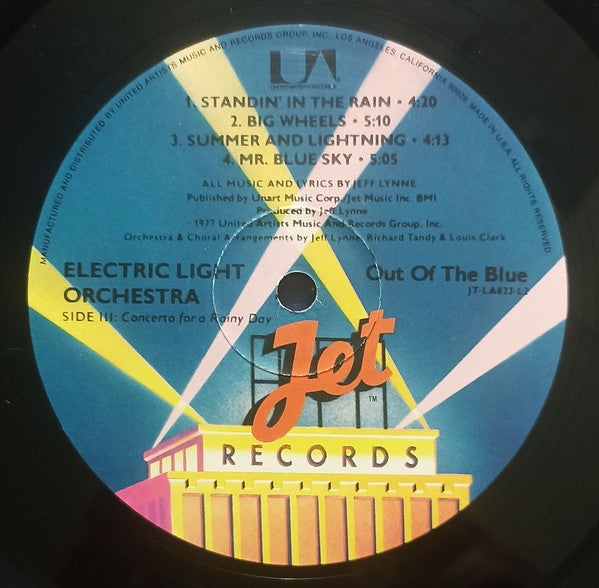 MANUFACTURED AND DISTRIBUTED BY UNITED ARTISTS MUSIC AND RECORDS GROUP, INC., LOS ANGELES, CALIFORNIA 90028. MADE IN U.S.A. ALL RIGHTS RESERVED
UA
UNITED ARTISTS RECORDS
1. STANDIN' IN THE RAIN • 4:20
2. BIG WHEELS • 5:10
3. SUMMER AND LIGHTNING • 4:13
4. MR. BLUE SKY • 5:05
ALL MUSIC AND LYRICS BY JEFF LYNNE
Published by Unart Music Corp./Jet Music Inc. BMI
Produced by Jeff Lynne
©1977 United Artists Music And Records Group, Inc.
Orchestra & Choral Arrangements by Jeff Lynne, Richard Tandy & Louis Clark
ELECTRIC LIGHT
ORCHESTRA
SIDE III: Concerto for a Rainy Day
Out Of The Blue
JT-LA823-L2
Jet
TM
RECORDS